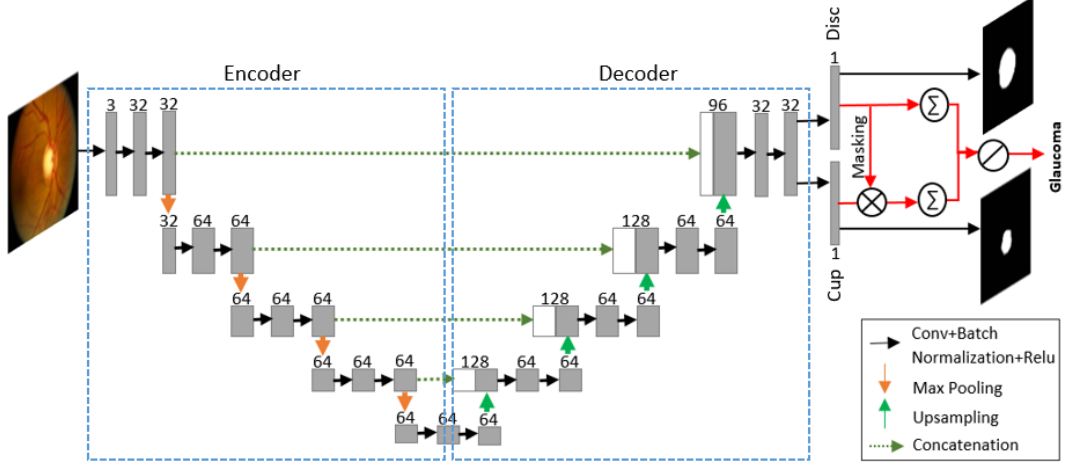 Encoder
Decoder
Disc
1
3 32 32
96 32 32
Masking
Σ
Σ
Glaucoma
32 64 64
128 64 64
1
Cup
64 64 64
128 64 64
64 64 64
128 64 64
64 64 64
Conv+Batch
Normalization+Relu
Max Pooling
Upsampling
Concatenation